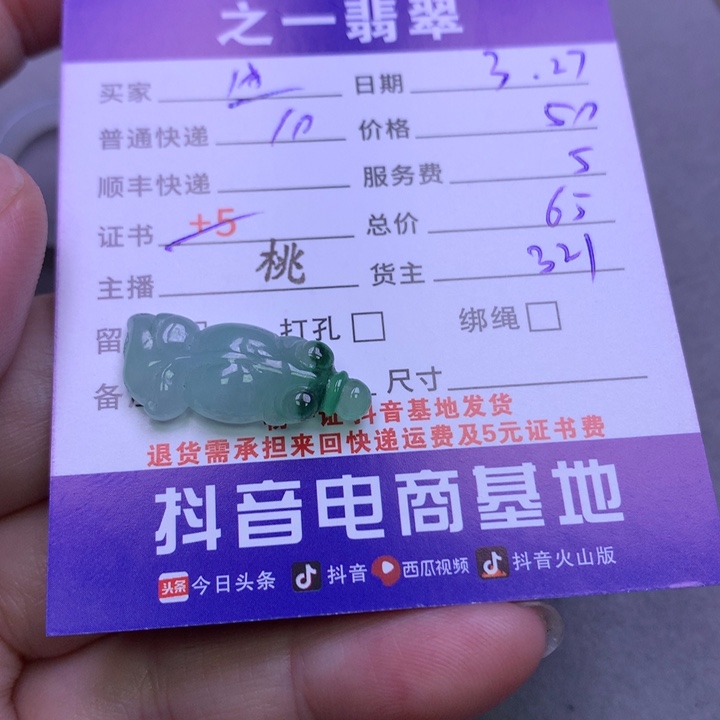 之一翡翠
买家 日期 3.27
普通快递 10 价格 50
顺丰快递 服务费 5
证书 +5 总价 65
主播 桃 货主 321
留 打孔 绑绳
备 尺寸
证 抖音基地发货
退货需承担来回快递运费及5元证书费
抖音电商基地
头条 今日头条 抖音 西瓜视频 抖音火山版